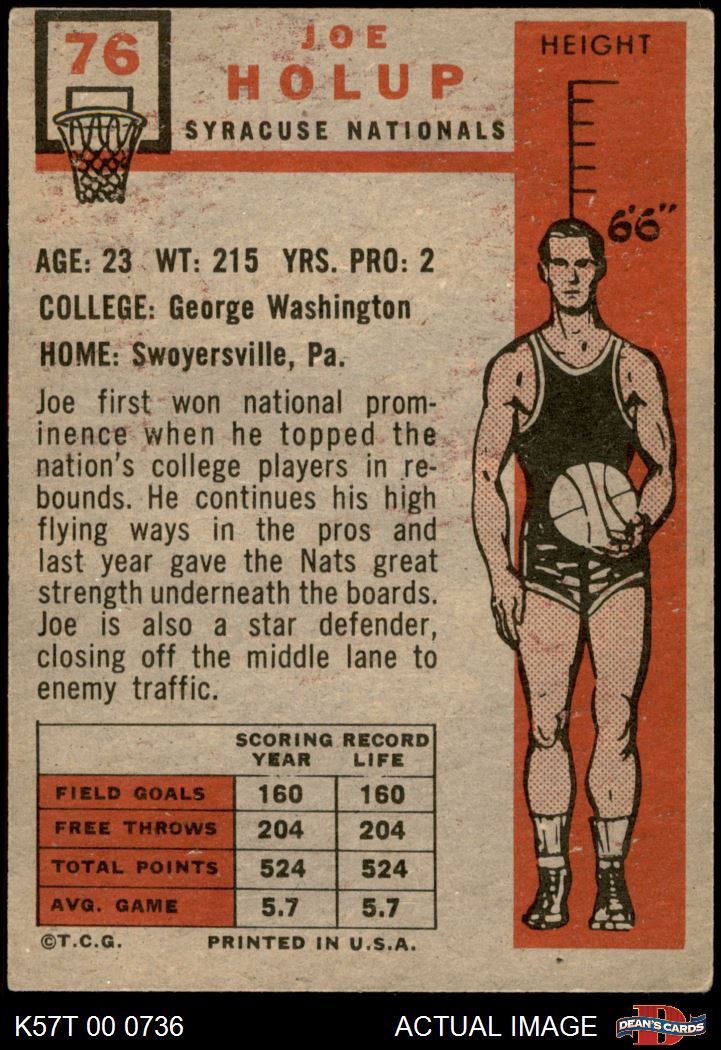 76
JOE
HOLUP
SYRACUSE NATIONALS
HEIGHT
6'6"
AGE: 23 WT: 215 YRS. PRO: 2
COLLEGE: George Washington
HOME: Swoyersville, Pa.
Joe first won national prom-
inence when he topped the
nation's college players in re-
bounds. He continues his high
flying ways in the pros and
last year gave the Nats great
strength underneath the boards.
Joe is also a star defender,
closing off the middle lane to
enemy traffic.
SCORING RECORD
YEAR LIFE
FIELD GOALS 160 160
FREE THROWS 204 204
TOTAL POINTS 524 524
AVG. GAME 5.7 5.7
©T.C.G. PRINTED IN U.S.A.
K57T 00 0736 ACTUAL IMAGE D DEAN'S CARDS